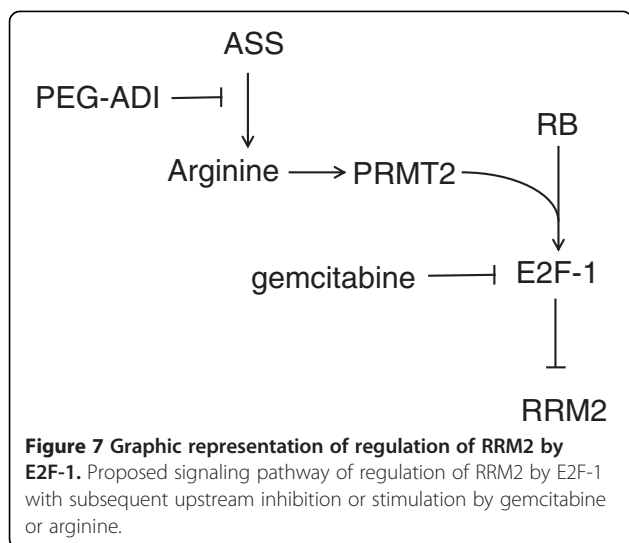 ASS
PEG-ADI
RB
Arginine
PRMT2
gemcitabine
E2F-1
RRM2
Figure 7 Graphic representation of regulation of RRM2 by
E2F-1. Proposed signaling pathway of regulation of RRM2 by E2F-1
with subsequent upstream inhibition or stimulation by gemcitabine
or arginine.